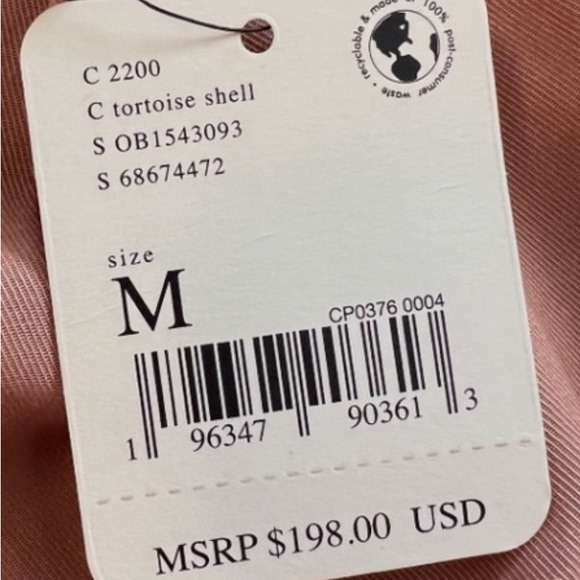 recyclable & made of 100% post-consumer waste •
C 2200
C tortoise shell
S OB1543093
S 68674472
size
M
CP0376 0004
1 96347 90361 3
MSRP $198.00 USD